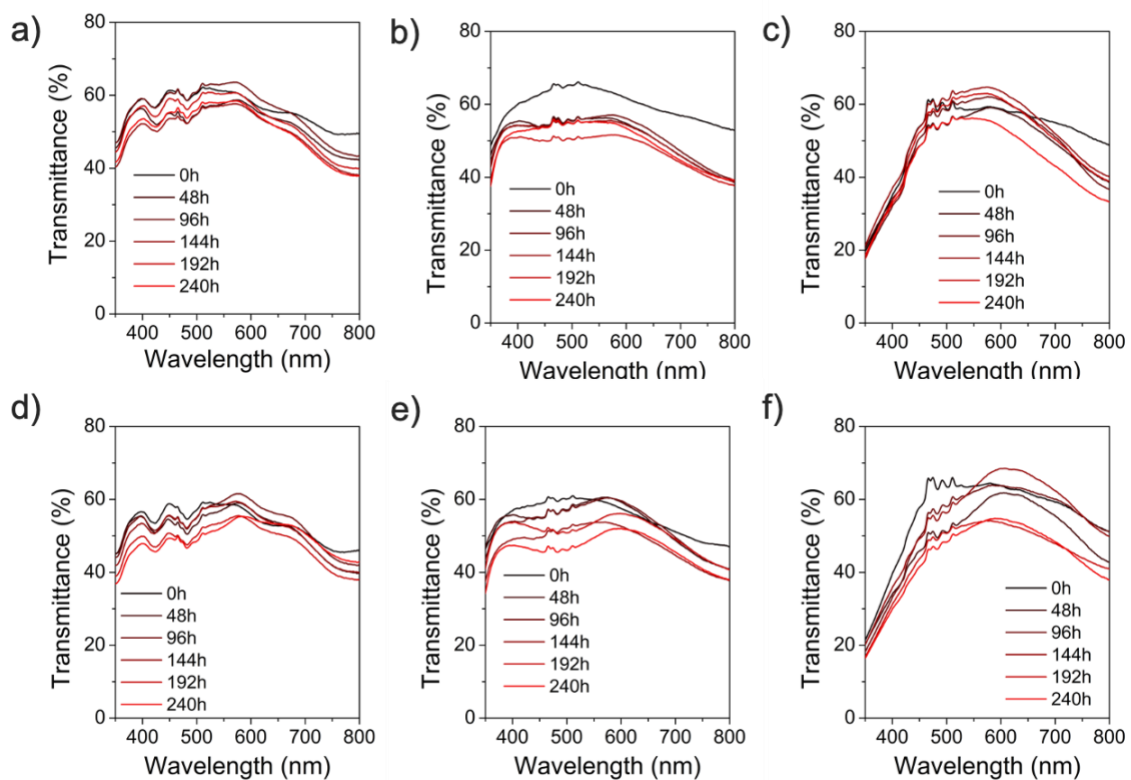 a)
80
60
40
20
0
Transmittance (%)
0h
48h
96h
144h
192h
240h
400 500 600 700 800
Wavelength (nm)
b)
80
60
40
20
0
Transmittance (%)
0h
48h
96h
144h
192h
240h
400 500 600 700 800
Wavelength (nm)
c)
80
60
40
20
0
Transmittance (%)
0h
48h
96h
144h
192h
240h
400 500 600 700 800
Wavelength (nm)
d)
80
60
40
20
0
Transmittance (%)
0h
48h
96h
144h
192h
240h
400 500 600 700 800
Wavelength (nm)
e)
80
60
40
20
0
Transmittance (%)
0h
48h
96h
144h
192h
240h
400 500 600 700 800
Wavelength (nm)
f)
80
60
40
20
0
Transmittance (%)
0h
48h
96h
144h
192h
240h
400 500 600 700 800
Wavelength (nm)